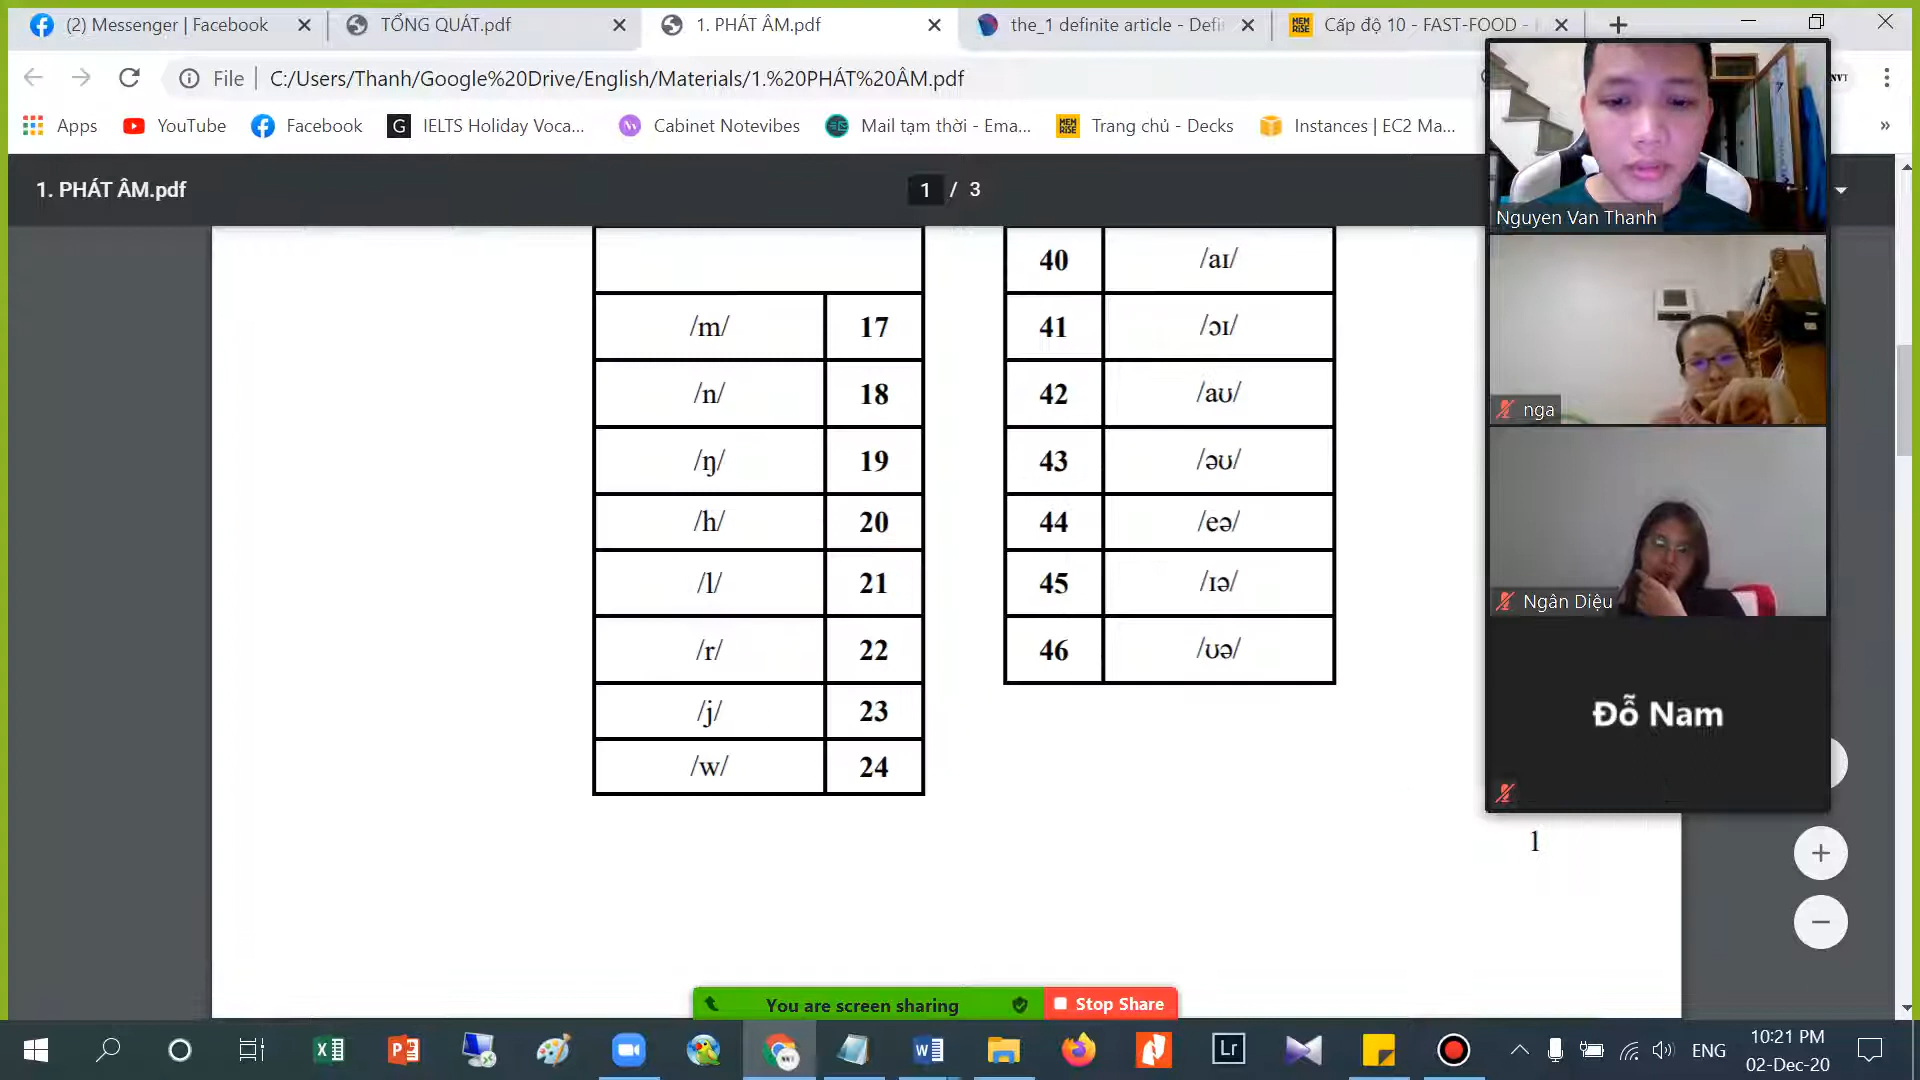 (2) Messenger | Facebook
TỔNG QUÁT.pdf
1. PHÁT ÂM.pdf
the_1 definite article - Defi
Cấp độ 10 - FAST-FOOD -
File
C:/Users/Thanh/Google%20Drive/English/Materials/1.%20PHÁT%20ÂM.pdf
Apps
YouTube
Facebook
IELTS Holiday Voca...
Cabinet Notevibes
Mail tạm thời - Ema...
Trang chủ - Decks
Instances | EC2 Ma...
»
1. PHÁT ÂM.pdf
1 / 3
/m/ 17
/n/ 18
/ŋ/ 19
/h/ 20
/l/ 21
/r/ 22
/j/ 23
/w/ 24
40 /aɪ/
41 /ɔɪ/
42 /aʊ/
43 /əʊ/
44 /eə/
45 /ɪə/
46 /ʊə/
1
Nguyen Van Thanh
nga
Ngân Diệu
Đỗ Nam
You are screen sharing
Stop Share
Lr
ENG
10:21 PM
02-Dec-20